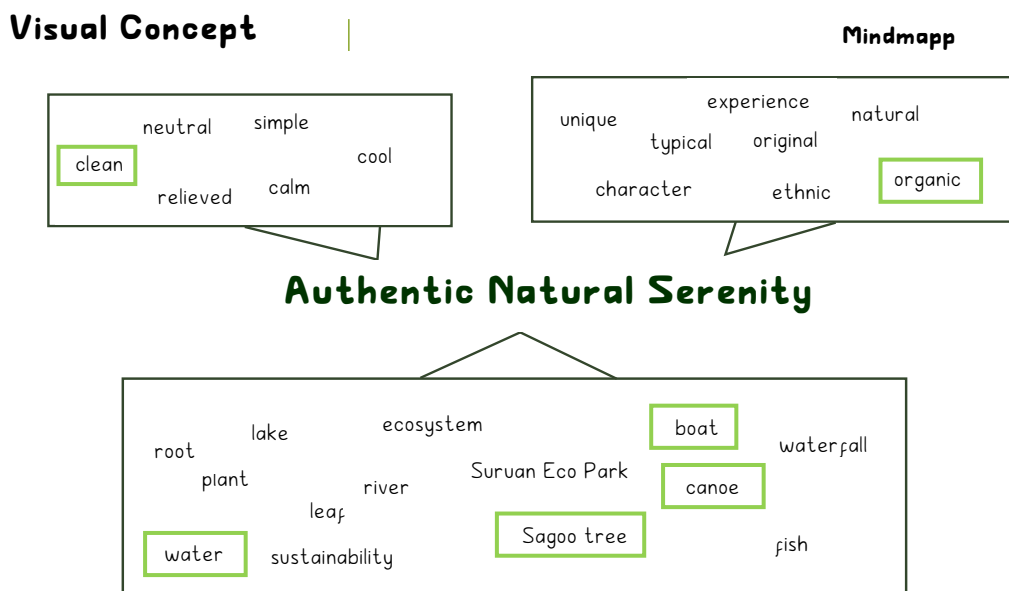 Visual Concept
Mindmapp
neutral
simple
cool
clean
relieved
calm
unique
experience
natural
typical
original
character
ethnic
organic
Authentic Natural Serenity
root
lake
ecosystem
boat
waterfall
plant
river
Suruan Eco Park
canoe
leaf
water
sustainability
Sagoo tree
fish